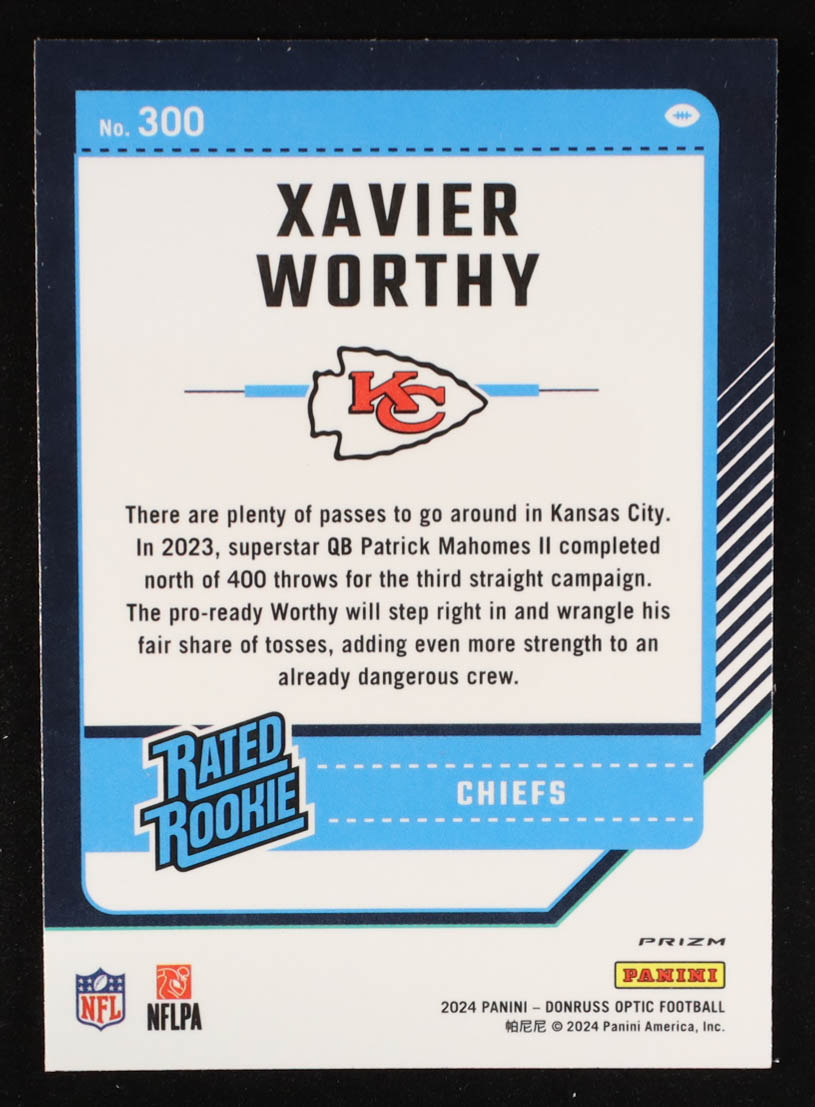 No. 300
XAVIER
WORTHY
KC
There are plenty of passes to go around in Kansas City.
In 2023, superstar QB Patrick Mahomes II completed
north of 400 throws for the third straight campaign.
The pro-ready Worthy will step right in and wrangle his
fair share of tosses, adding even more strength to an
already dangerous crew.
RATED
ROOKIE
CHIEFS
PRIZM
PANINI
NFL
NFLPA
2024 PANINI – DONRUSS OPTIC FOOTBALL
帕尼尼 © 2024 Panini America, Inc.